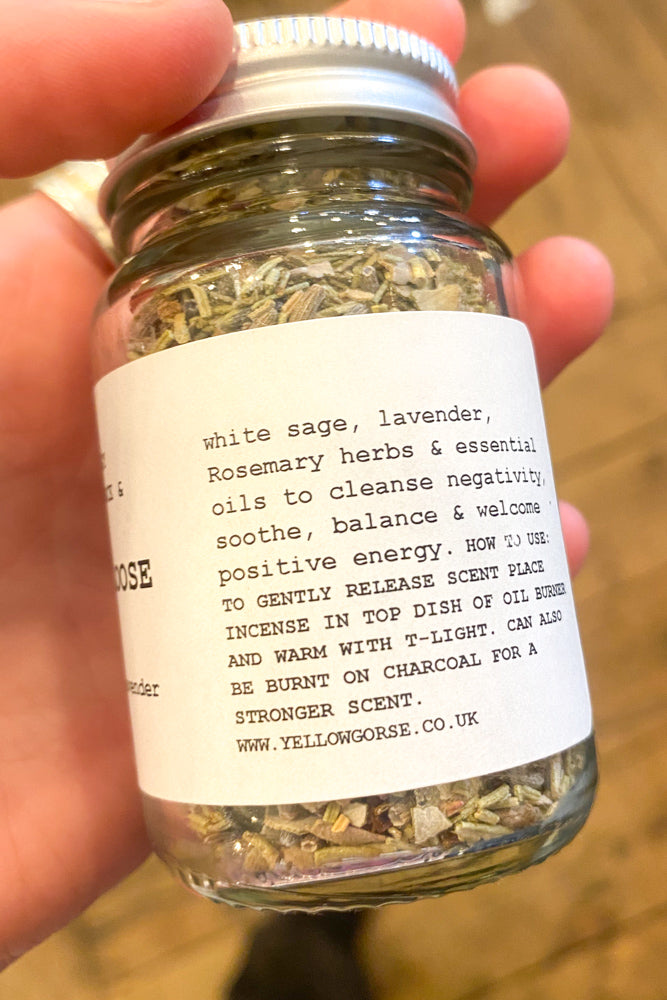 &
OOSE
vender
white sage, lavender,
Rosemary herbs & essential
oils to cleanse negativity,
soothe, balance & welcome
positive energy. HOW TO USE:
TO GENTLY RELEASE SCENT PLACE
INCENSE IN TOP DISH OF OIL BURNER
AND WARM WITH T-LIGHT. CAN ALSO
BE BURNT ON CHARCOAL FOR A
STRONGER SCENT.
WWW.YELLOWGORSE.CO.UK